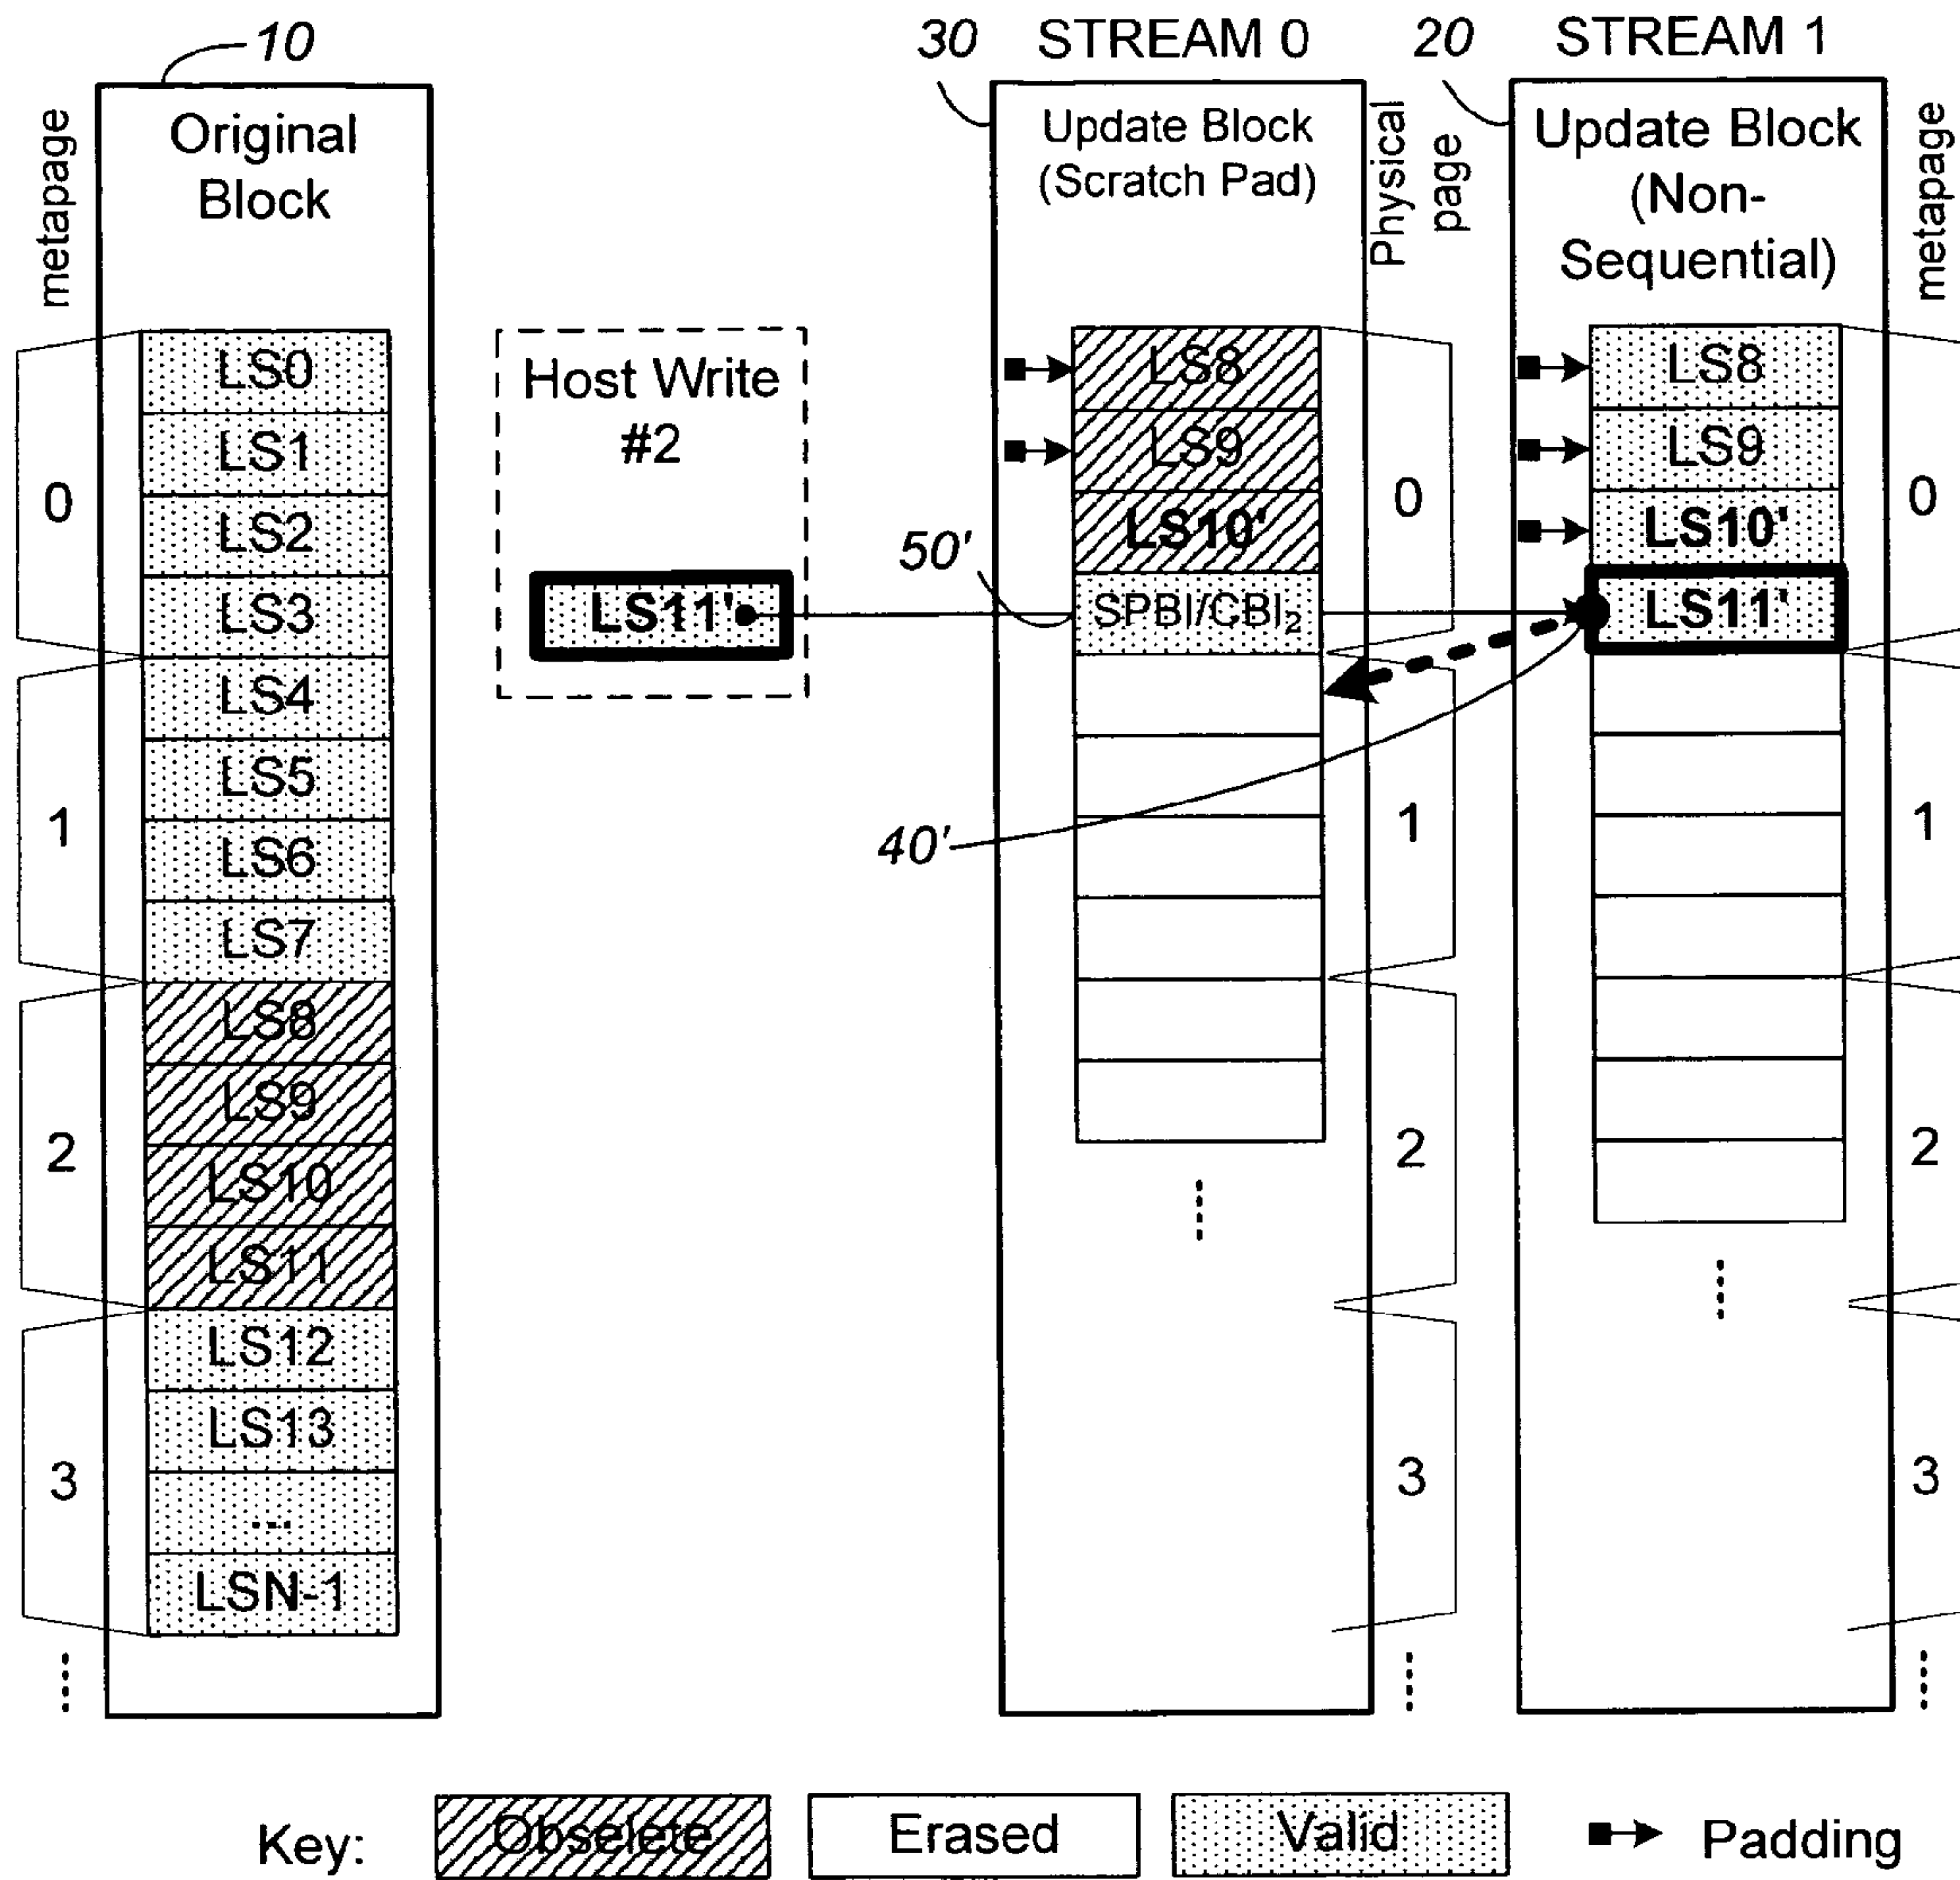 10
metapage
Original
Block
0
1
2
3
LS0
LS1
LS2
LS3
LS4
LS5
LS6
LS7
LS8
LS9
LS10
LS11
LS12
LS13
...
LSN-1
Host Write
#2
LS11'
30
STREAM 0
Update Block
(Scratch Pad)
Physical
page
LS8
LS9
LS10'
50'
SPBI/CBI₂
40'
0
1
2
3
20
STREAM 1
Update Block
(Non-
Sequential)
metapage
LS8
LS9
LS10'
LS11'
0
1
2
3
Key:
Obselete
Erased
Valid
Padding